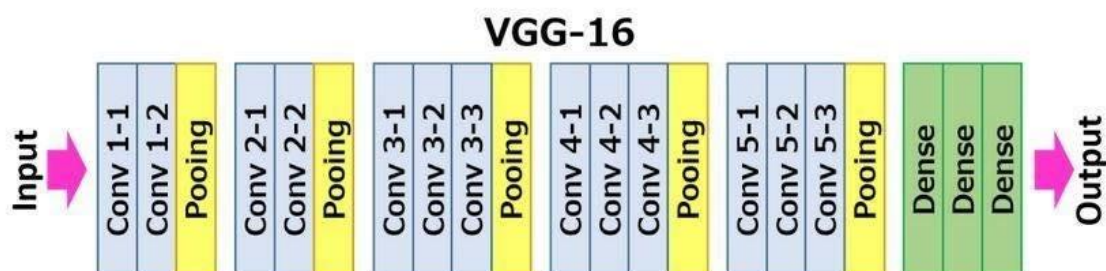 VGG-16
Input
Conv 1-1
Conv 1-2
Pooing
Conv 2-1
Conv 2-2
Pooing
Conv 3-1
Conv 3-2
Conv 3-3
Pooing
Conv 4-1
Conv 4-2
Conv 4-3
Pooing
Conv 5-1
Conv 5-2
Conv 5-3
Pooing
Dense
Dense
Dense
Output